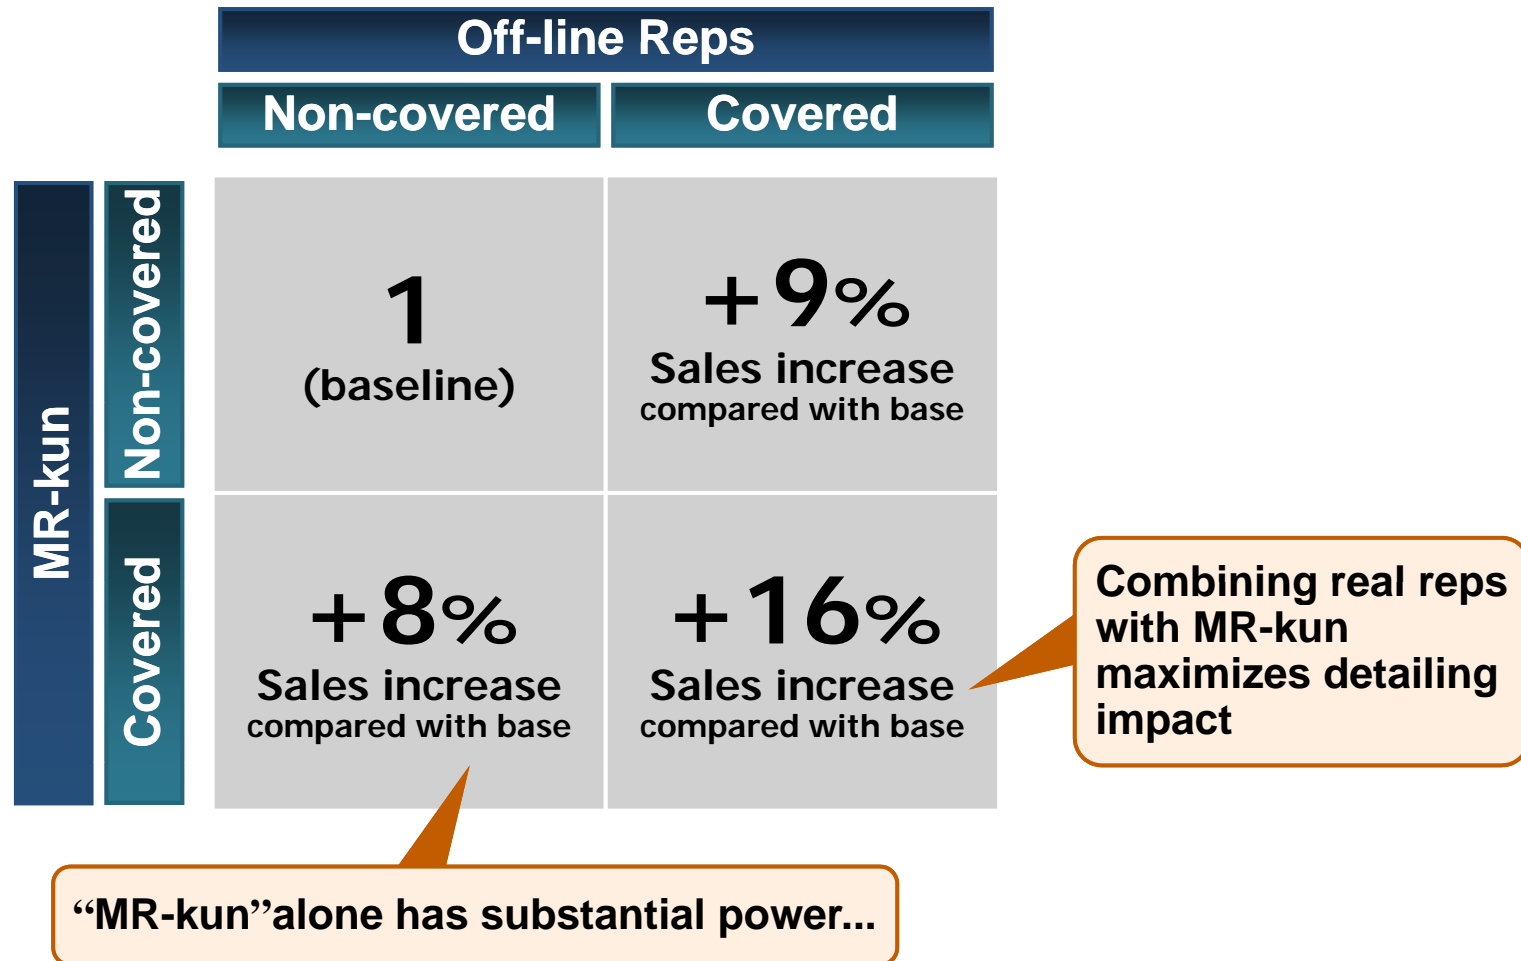 Off-line Reps
Non-covered
Covered
MR-kun
Non-covered
1
(baseline)
+9%
Sales increase
compared with base
Covered
+8%
Sales increase
compared with base
+16%
Sales increase
compared with base
Combining real reps
with MR-kun
maximizes detailing
impact
“MR-kun”alone has substantial power...